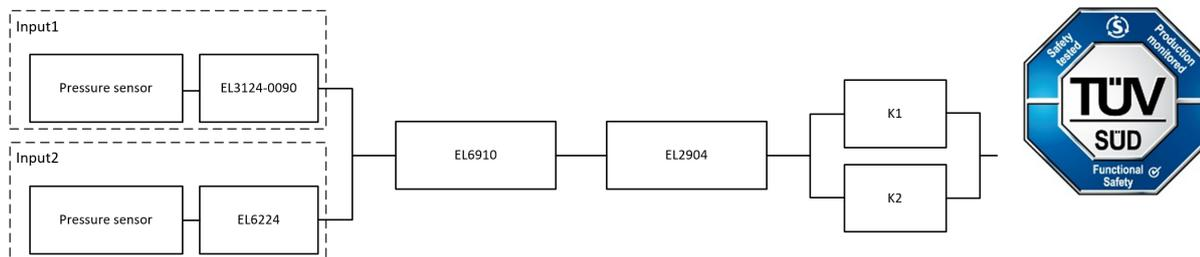 Input1
Pressure sensor
EL3124-0090
Input2
Pressure sensor
EL6224
EL6910
EL2904
K1
K2
Safety
tested
S
Production
monitored
TÜV
SÜD
Functional
Safety